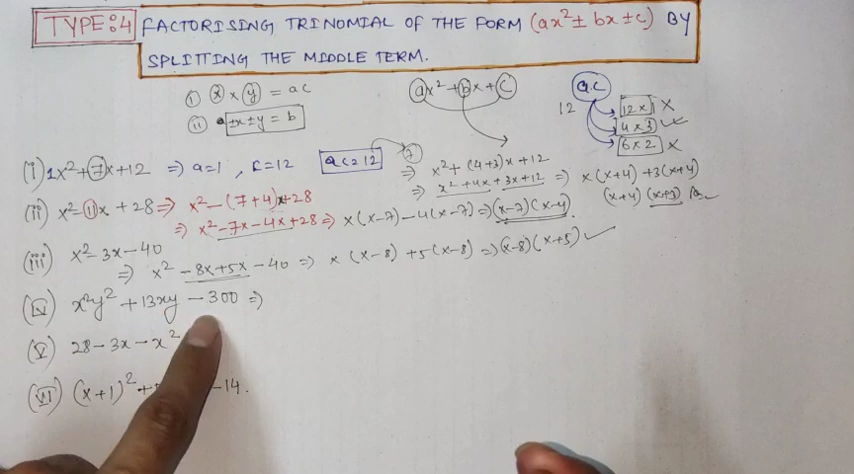 TYPE:4 FACTORISING TRINOMIAL OF THE FORM (ax² ± bx ± c) BY
SPLITTING THE MIDDLE TERM.
(i) x × y = ac
(ii) ±x±y = b
ax² + bx + c
a.c
12
12 × 1 ×
4 × 3 ✓
6 × 2 ×
(i) 1x² + 7x + 12 ⇒ a=1, c=12 ac=12 7
⇒ x² + (4+3)x + 12
⇒ x² + 4x + 3x + 12 ⇒ x(x+4) + 3(x+4)
(x+4) (x+3)
(ii) x² − 11x + 28 ⇒ x² − (7+4)x + 28
⇒ x² − 7x − 4x + 28 ⇒ x(x−7) − 4(x−7) ⇒ (x−7)(x−4)
(iii) x² − 3x − 40
⇒ x² − 8x + 5x − 40 ⇒ x(x−8) + 5(x−8) ⇒ (x−8)(x+5) ✓
(iv) x²y² + 13xy − 300 ⇒
(v) 28 − 3x − x²
(vi) (x+1)² + −14.